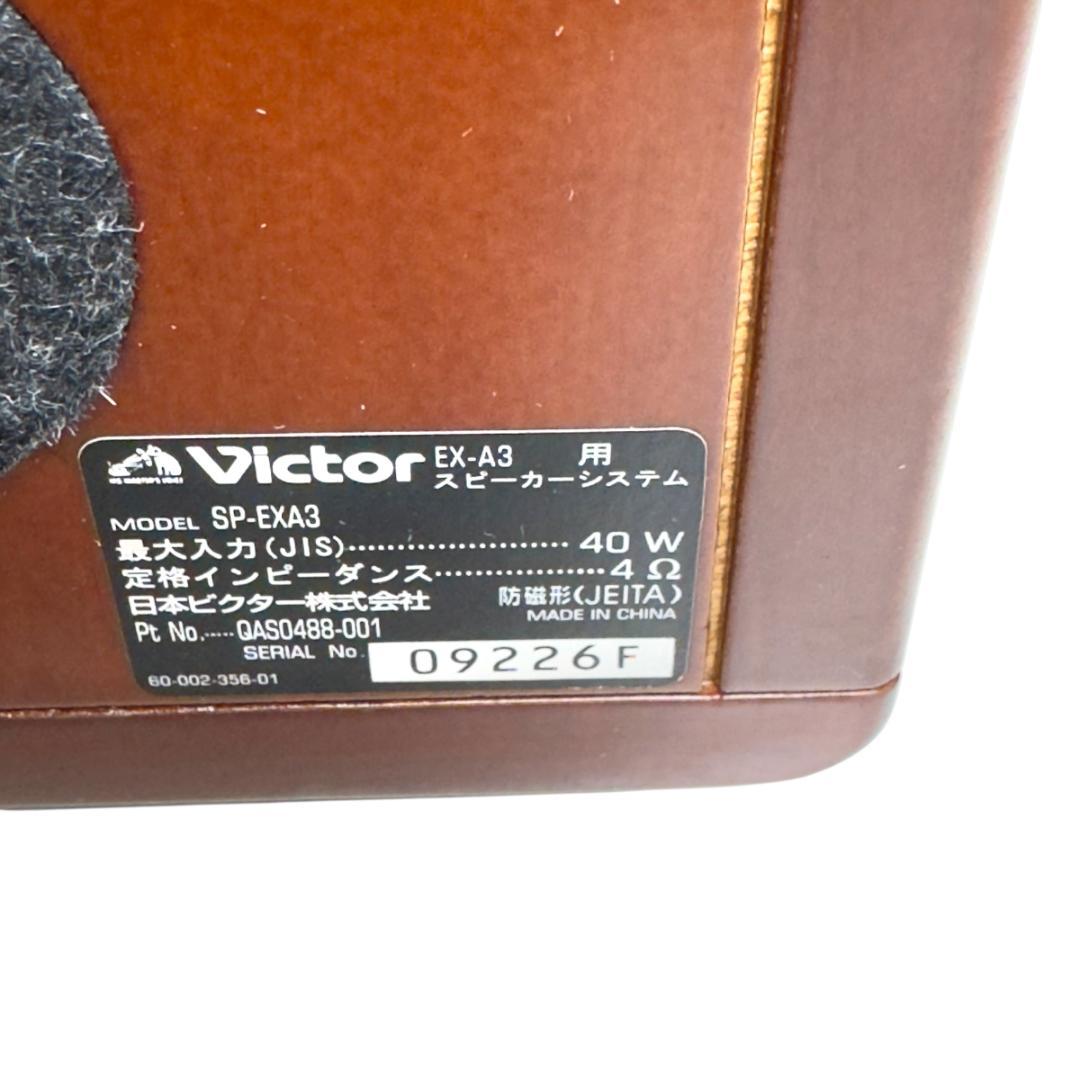 Victor EX-A3 用
スピーカーシステム
MODEL SP-EXA3
最大入力(JIS)······················ 40 W
定格インピーダンス·················4 Ω
日本ビクター株式会社 防磁形(JEITA)
MADE IN CHINA
Pt No.····· QAS0488-001
SERIAL No. 09226F
60-002-356-01